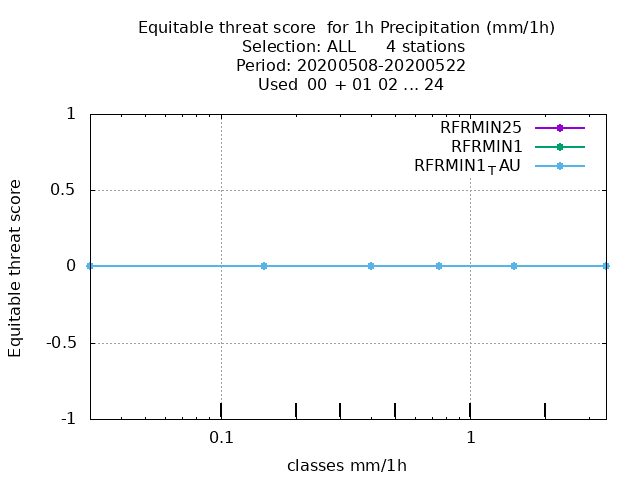 Equitable threat score  for 1h Precipitation (mm/1h)
Selection: ALL      4 stations
Period: 20200508-20200522
Used  00  + 01 02 ... 24
RFRMIN25
RFRMIN1
RFRMIN1TAU
1
0.5
0
-0.5
-1
Equitable threat score
0.1
1
classes mm/1h